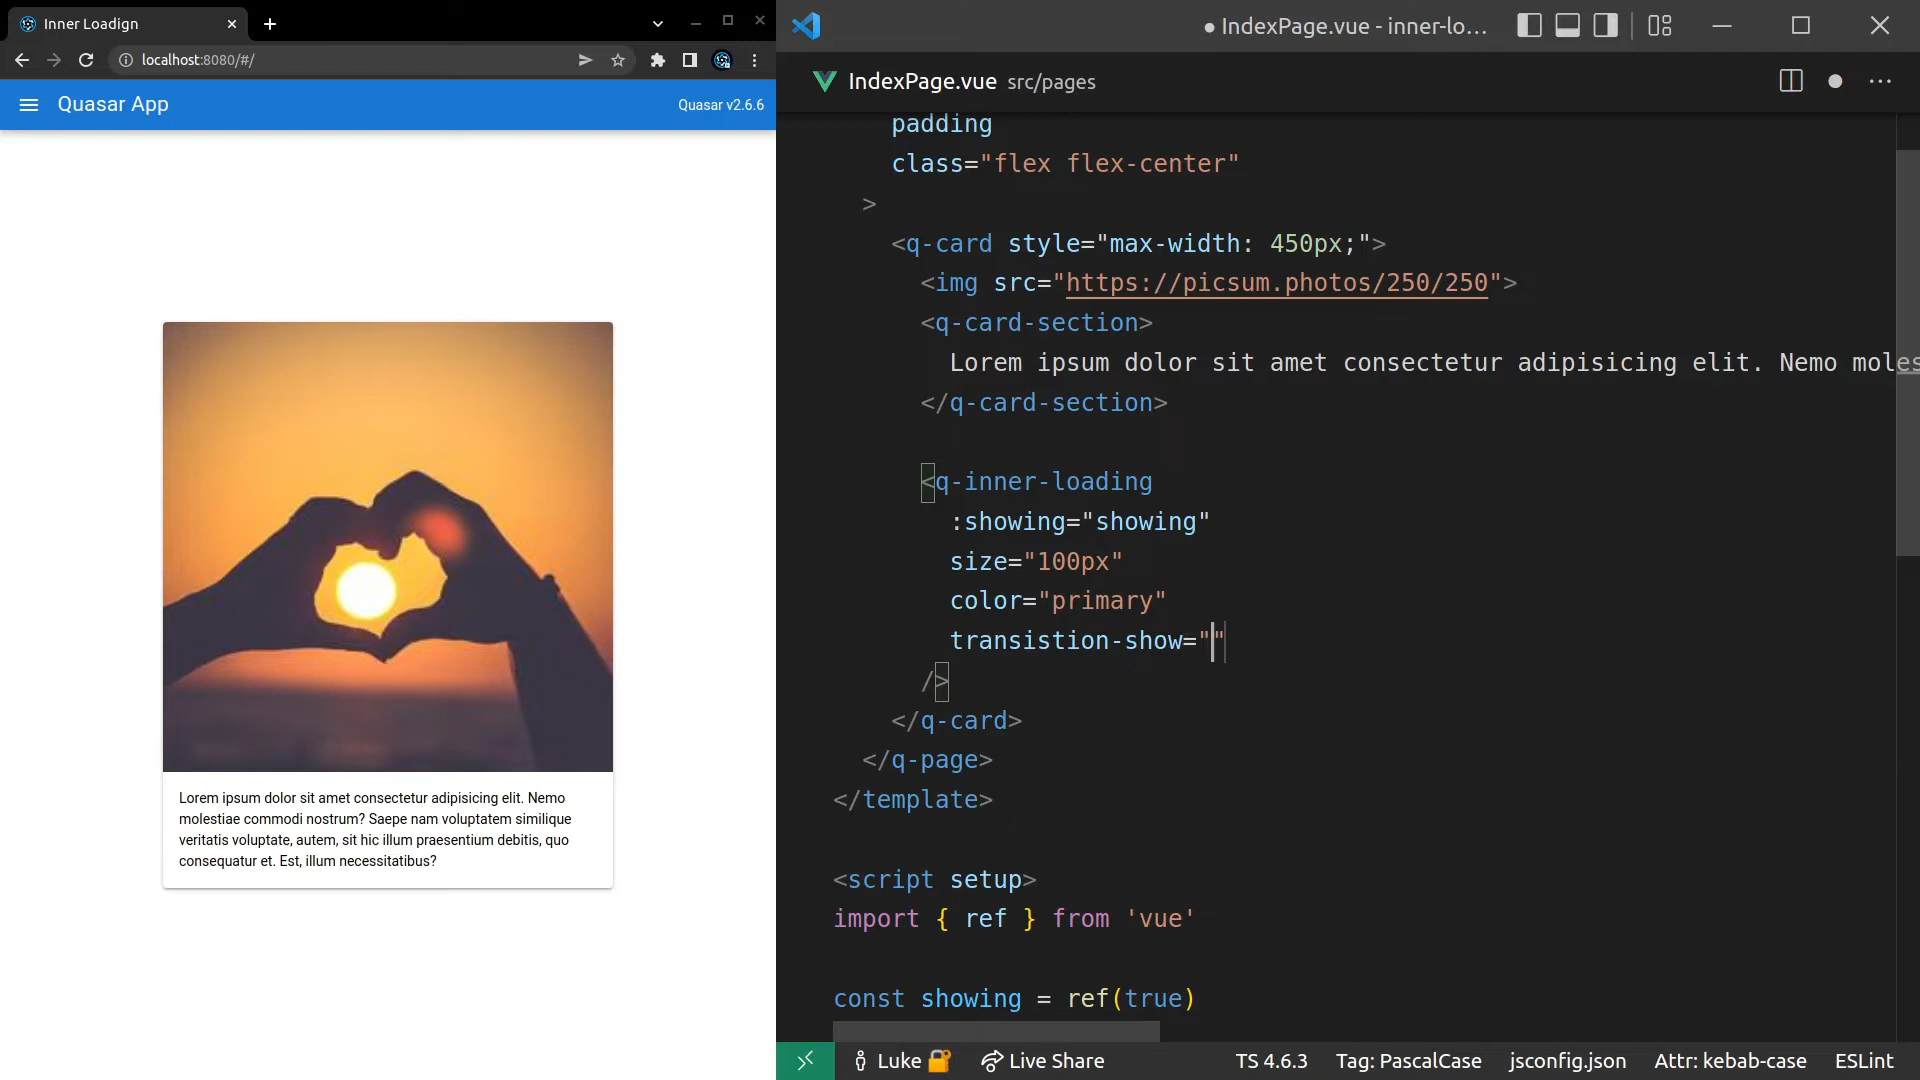 Inner Loadign
localhost:8080/#/
Quasar App
Quasar v2.6.6
Lorem ipsum dolor sit amet consectetur adipisicing elit. Nemo
molestiae commodi nostrum? Saepe nam voluptatem similique
veritatis voluptate, autem, sit hic illum praesentium debitis, quo
consequatur et. Est, illum necessitatibus?
● IndexPage.vue - inner-lo...
IndexPage.vue src/pages
padding
class="flex flex-center"
>
<q-card style="max-width: 450px;">
<img src="https://picsum.photos/250/250">
<q-card-section>
Lorem ipsum dolor sit amet consectetur adipisicing elit. Nemo moles
</q-card-section>
<q-inner-loading
:showing="showing"
size="100px"
color="primary"
transistion-show=""
/>
</q-card>
</q-page>
</template>
<script setup>
import { ref } from 'vue'
const showing = ref(true)
Luke 🔐 Live Share TS 4.6.3 Tag: PascalCase jsconfig.json Attr: kebab-case ESLint